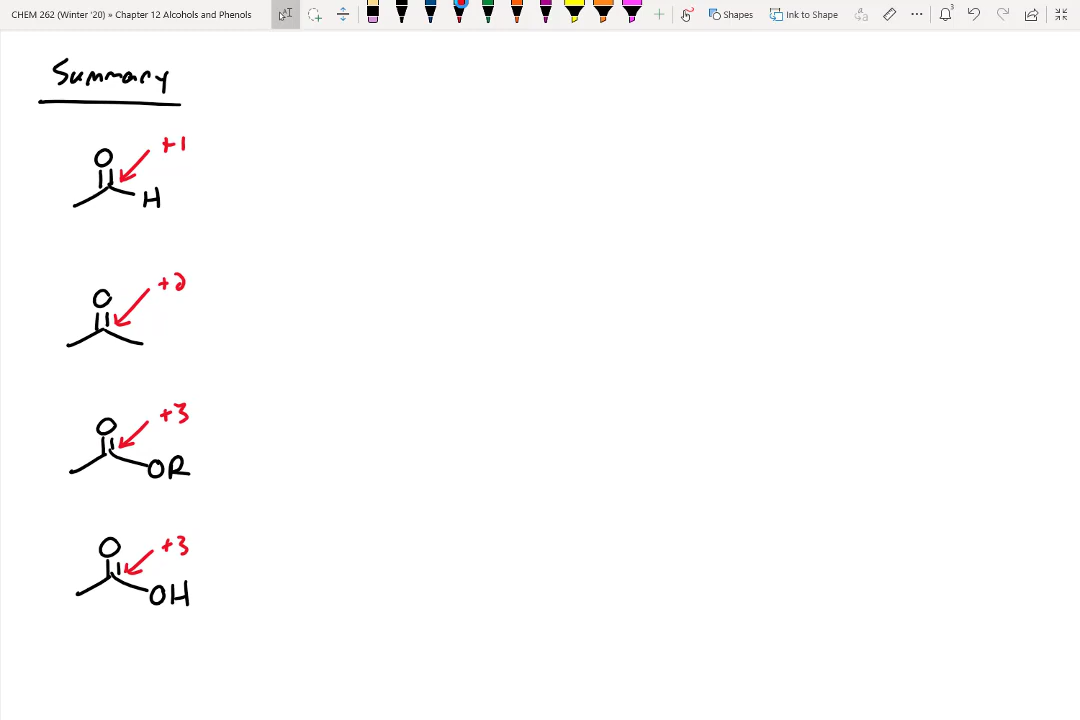 CHEM 262 (Winter '20) » Chapter 12 Alcohols and Phenols
Shapes
Ink to Shape
3
Summary
+1
O
H
+2
O
+3
O
OR
+3
O
OH